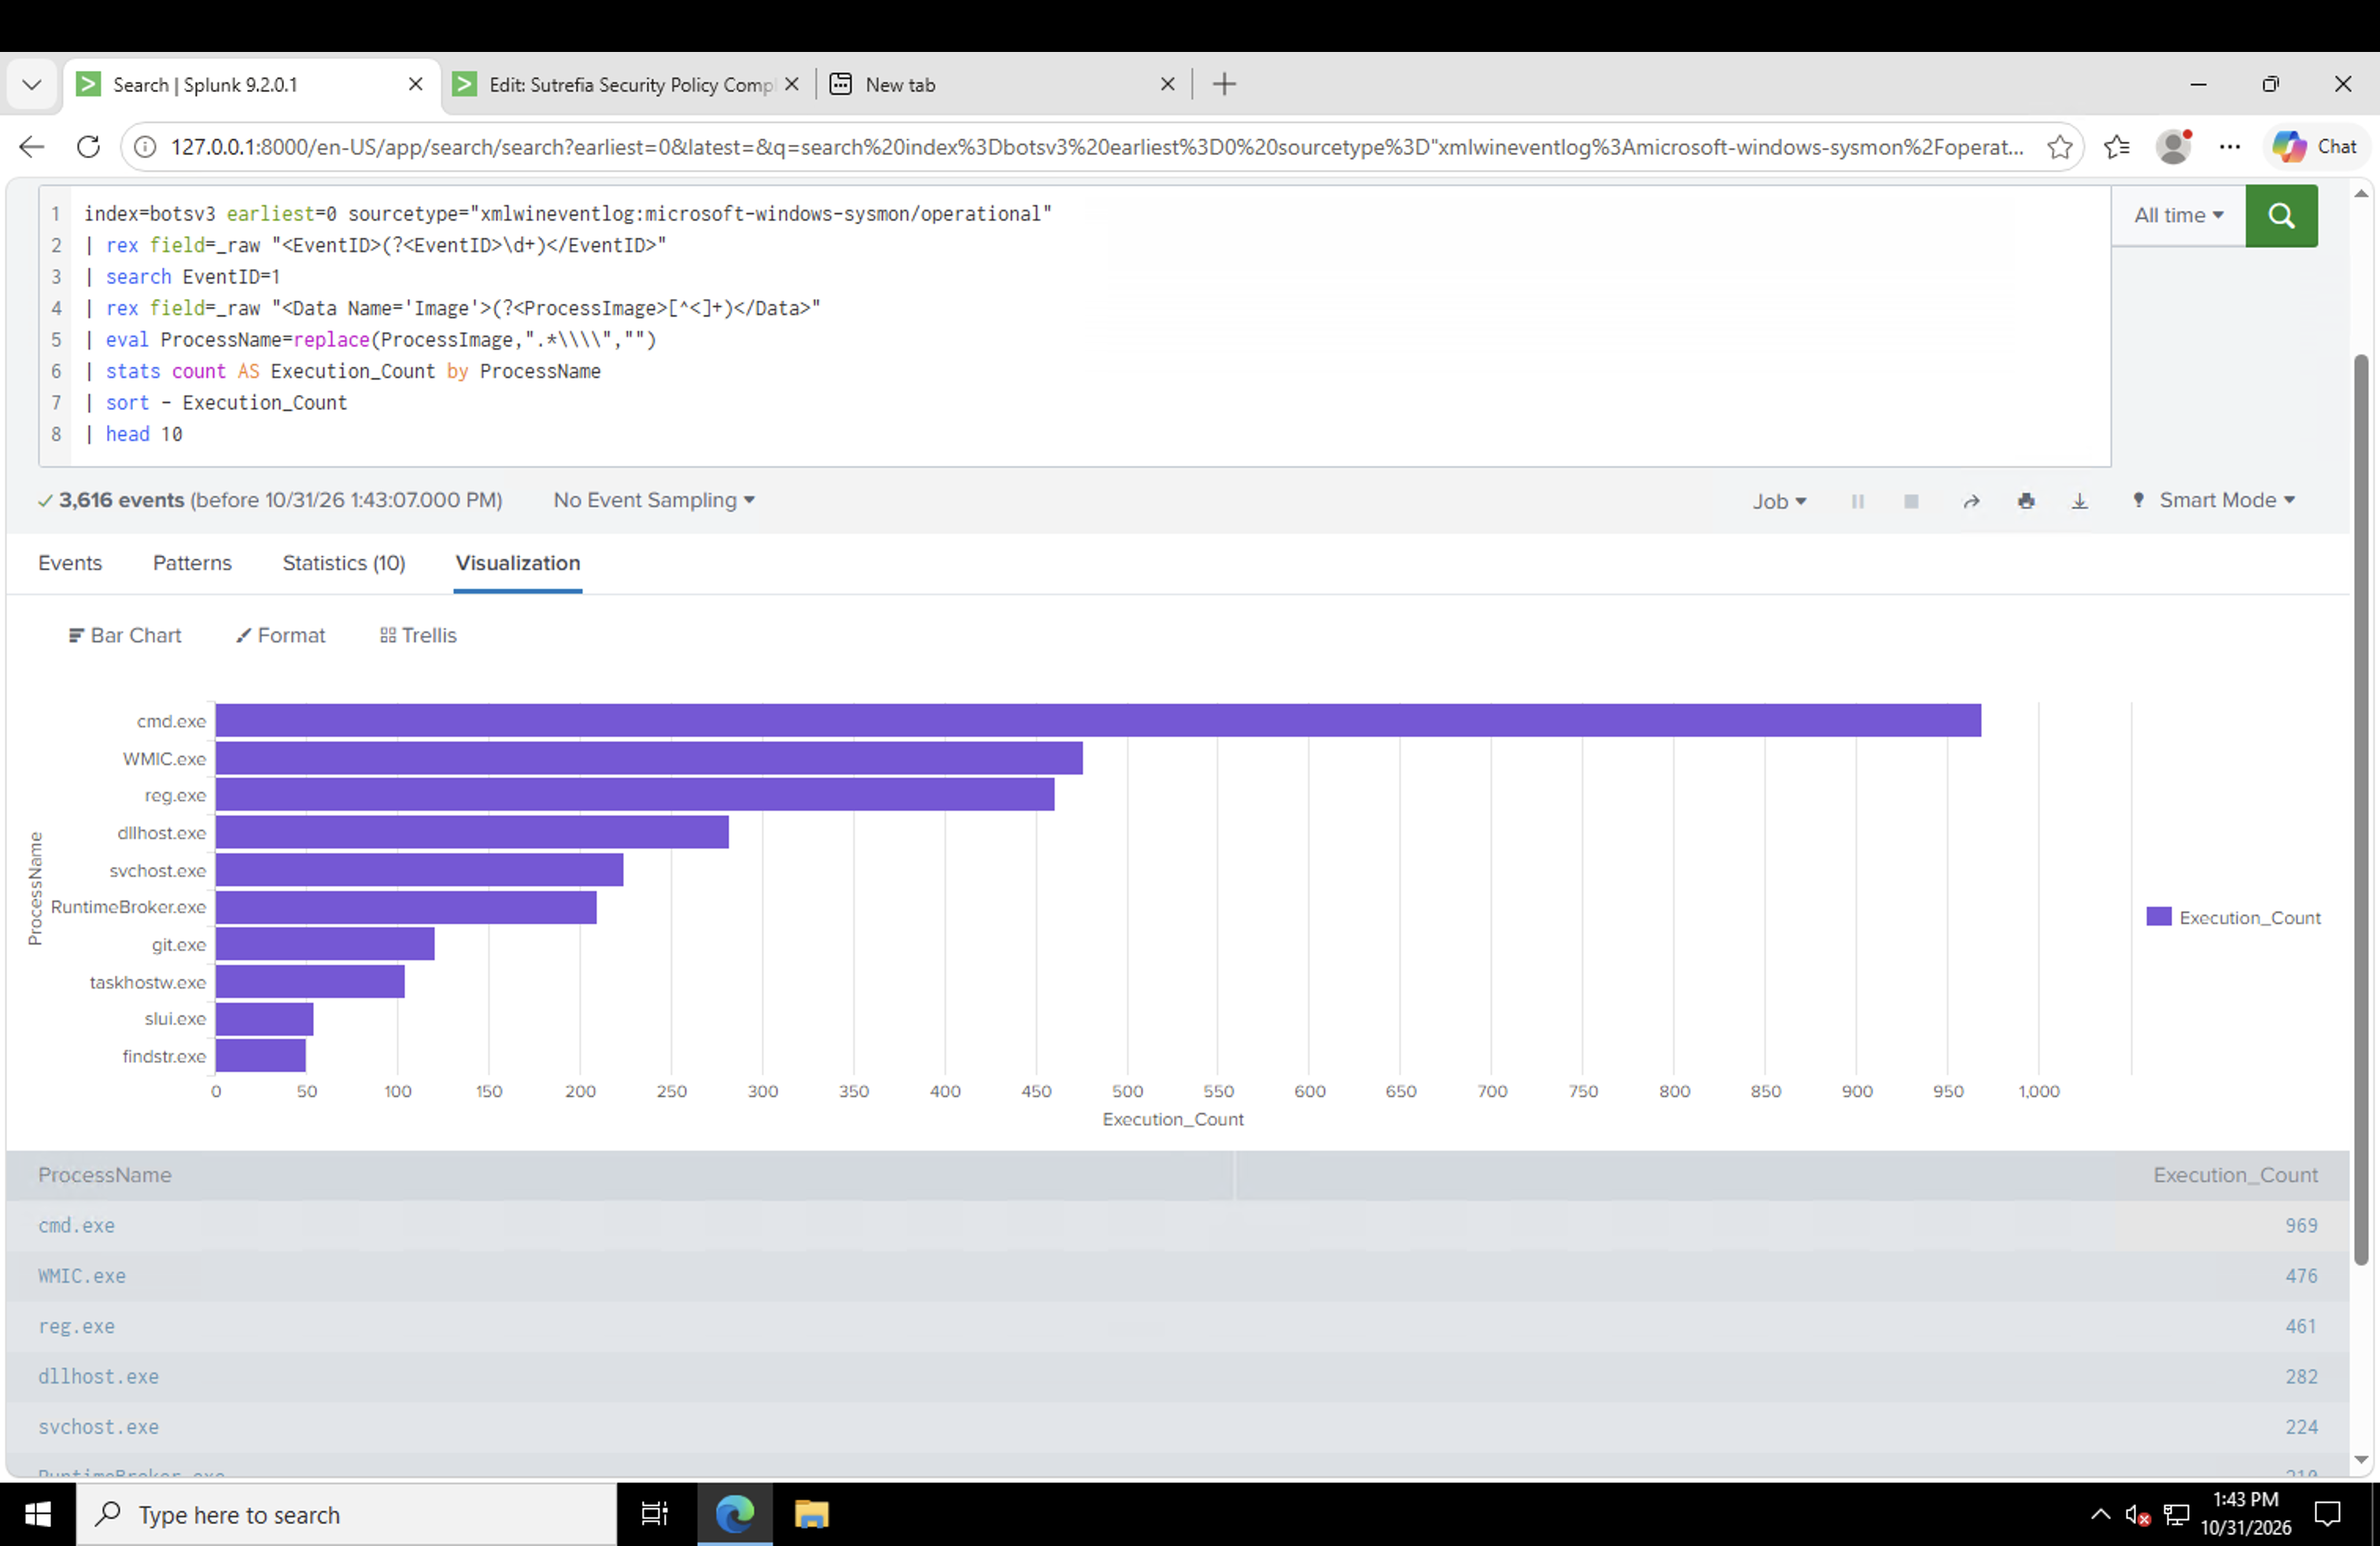 Search | Splunk 9.2.0.1
Edit: Sutrefia Security Policy Compl
New tab
127.0.0.1:8000/en-US/app/search/search?earliest=0&latest=&q=search%20index%3Dbotsv3%20earliest%3D0%20sourcetype%3D"xmlwineventlog%3Amicrosoft-windows-sysmon%2Foperat...
Chat
1 index=botsv3 earliest=0 sourcetype="xmlwineventlog:microsoft-windows-sysmon/operational"
2 | rex field=_raw "<EventID>(?<EventID>\d+)</EventID>"
3 | search EventID=1
4 | rex field=_raw "<Data Name='Image'>(?<ProcessImage>[^<]+)</Data>"
5 | eval ProcessName=replace(ProcessImage,".*\\\\","")
6 | stats count AS Execution_Count by ProcessName
7 | sort - Execution_Count
8 | head 10
All time
3,616 events (before 10/31/26 1:43:07.000 PM)
No Event Sampling
Job
Smart Mode
Events
Patterns
Statistics (10)
Visualization
Bar Chart
Format
Trellis
ProcessName
cmd.exe
WMIC.exe
reg.exe
dllhost.exe
svchost.exe
RuntimeBroker.exe
git.exe
taskhostw.exe
slui.exe
findstr.exe
0 50 100 150 200 250 300 350 400 450 500 550 600 650 700 750 800 850 900 950 1,000
Execution_Count
Execution_Count
ProcessName Execution_Count
cmd.exe 969
WMIC.exe 476
reg.exe 461
dllhost.exe 282
svchost.exe 224
RuntimeBroker.exe 210
Type here to search
1:43 PM
10/31/2026